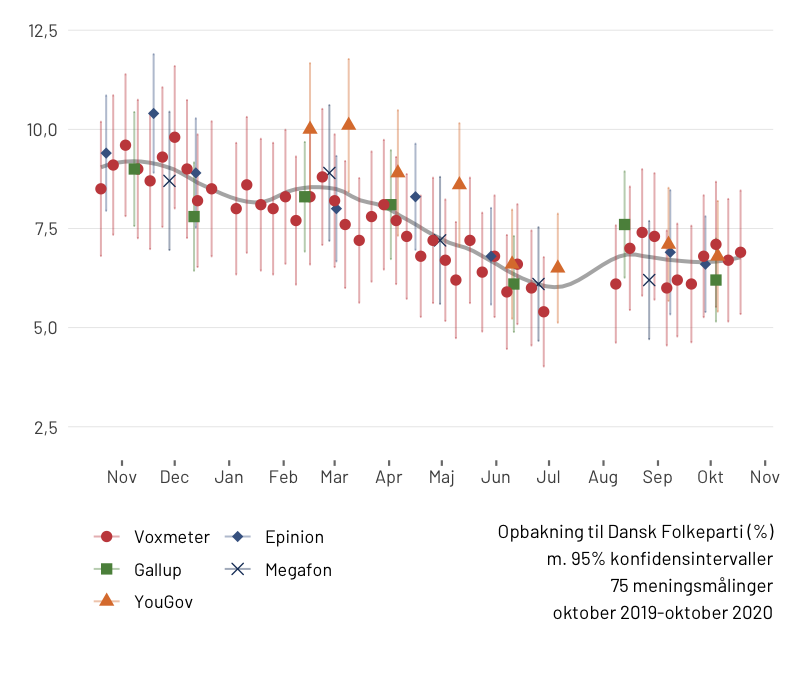 12,5
10,0
7,5
5,0
2,5
Nov Dec Jan Feb Mar Apr Maj Jun Jul Aug Sep Okt Nov
Voxmeter Epinion
Gallup Megafon
YouGov
Opbakning til Dansk Folkeparti (%)
m. 95% konfidensintervaller
75 meningsmålinger
oktober 2019-oktober 2020